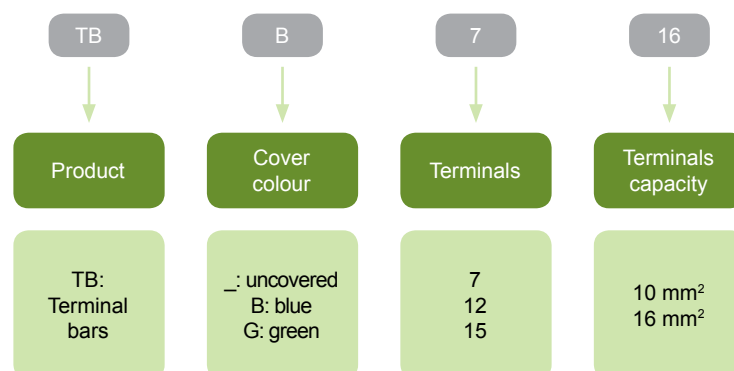 TB B 7 16
Product
Cover
colour
Terminals
Terminals
capacity
TB:
Terminal
bars
_: uncovered
B: blue
G: green
7
12
15
10 mm²
16 mm²